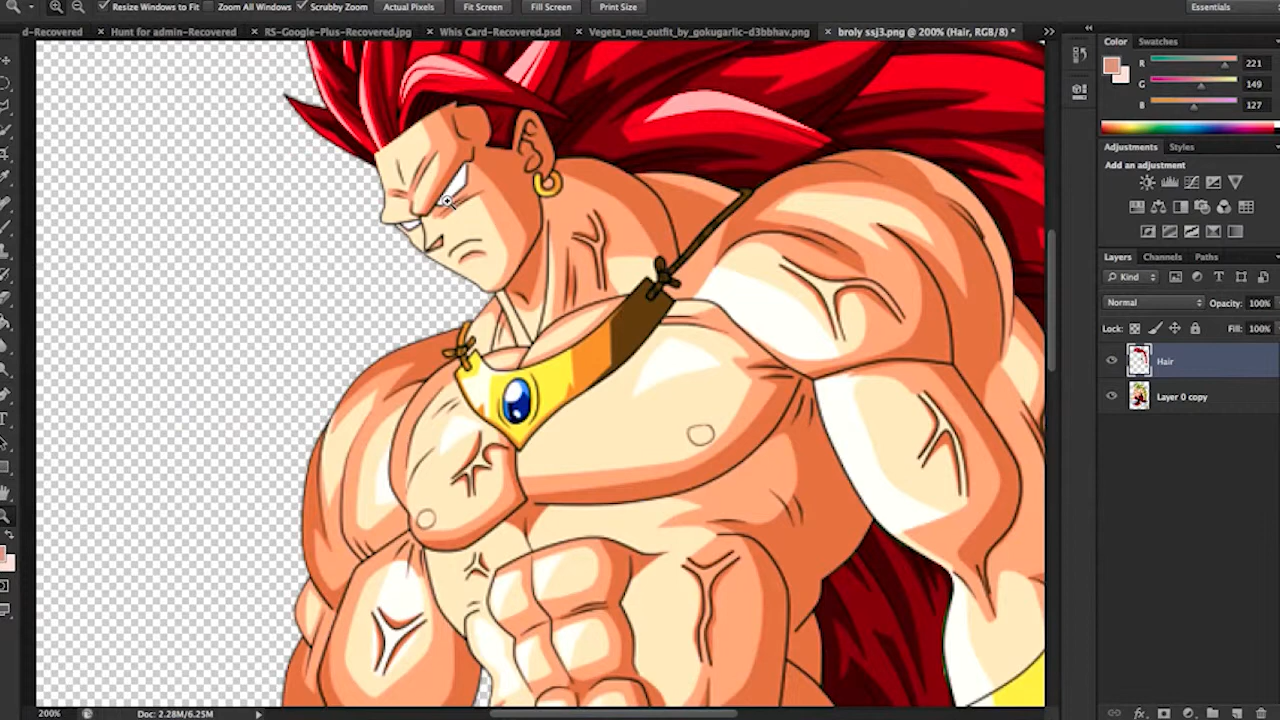 Resize Windows to Fit Zoom All Windows Scrubby Zoom Actual Pixels Fit Screen Fill Screen Print Size Essentials
d-Recovered × Hunt for admin-Recovered × RS-Google-Plus-Recovered.jpg × Whis Card-Recovered.psd × Vegeta_neu_outfit_by_gokugarlic-d3bbhav.png × broly ssj3.png @ 200% (Hair, RGB/8) *
Color Swatches
R 221
G 149
B 127
Adjustments Styles
Add an adjustment
Layers Channels Paths
Kind
Normal Opacity: 100%
Lock: Fill: 100%
Hair
Layer 0 copy
200% Doc: 2.28M/6.25M